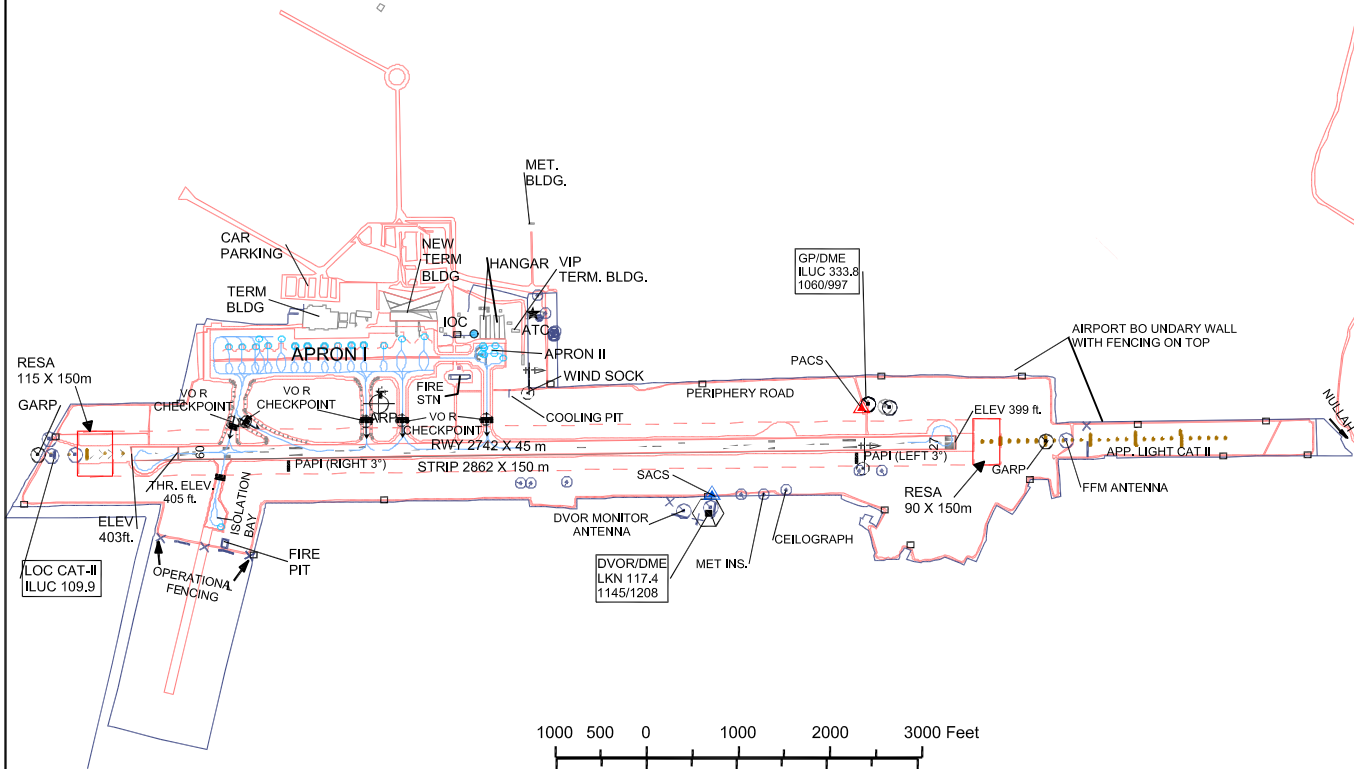 MET.
BLDG.
CAR
PARKING
NEW
TERM
BLDG
HANGAR
VIP
TERM. BLDG.
GP/DME
ILUC 333.8
1060/997
TERM
BLDG
IOC
ATC
AIRPORT BO UNDARY WALL
WITH FENCING ON TOP
APRON I
APRON II
RESA
115 X 150m
PACS
WIND SOCK
FIRE
STN
PERIPHERY ROAD
GARP
VO R
CHECKPOINT
VO R
CHECKPOINT
ARP
VO R
CHECKPOINT
COOLING PIT
ELEV 399 ft.
NULLAH
RWY 2742 X 45 m
09
27
PAPI (RIGHT 3°)
STRIP 2862 X 150 m
PAPI (LEFT 3°)
GARP
APP. LIGHT CAT II
THR. ELEV.
405 ft.
SACS
RESA
90 X 150m
FFM ANTENNA
ISOLATION
BAY
ELEV
403ft.
DVOR MONITOR
ANTENNA
CEILOGRAPH
FIRE
PIT
MET INS.
LOC CAT-II
ILUC 109.9
OPERATIONAL
FENCING
DVOR/DME
LKN 117.4
1145/1208
1000 500 0 1000 2000 3000 Feet